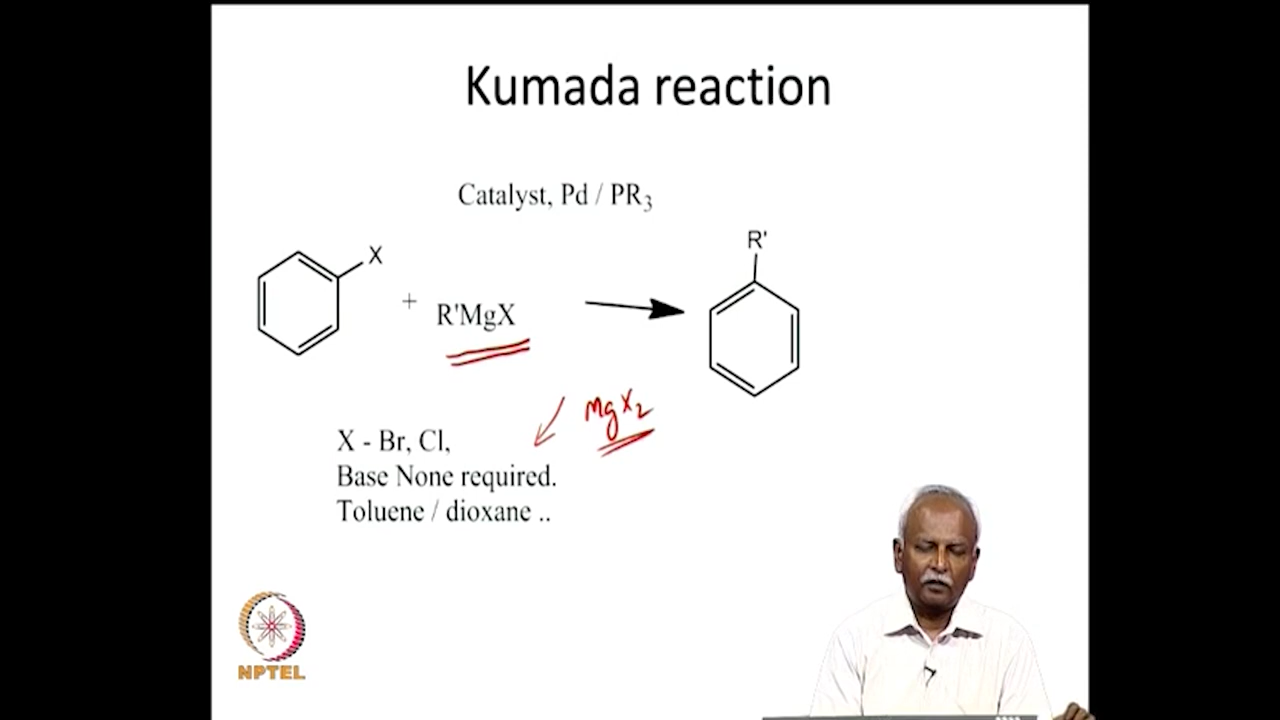 Kumada reaction
Catalyst, Pd / PR₃
X
+
R'MgX
R'
MgX₂
X - Br, Cl,
Base None required.
Toluene / dioxane ..
NPTEL